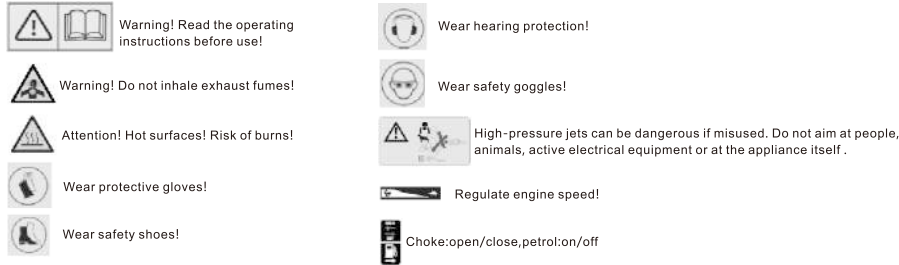 Warning! Read the operating
instructions before use!
Warning! Do not inhale exhaust fumes!
Attention! Hot surfaces! Risk of burns!
Wear protective gloves!
Wear safety shoes!
Wear hearing protection!
Wear safety goggles!
High-pressure jets can be dangerous if misused. Do not aim at people,
animals, active electrical equipment or at the appliance itself .
Regulate engine speed!
Choke:open/close,petrol:on/off